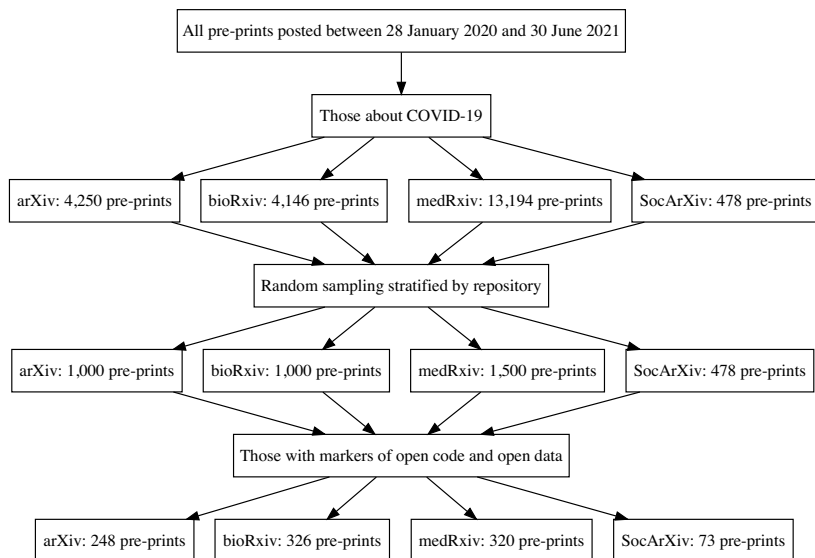 All pre-prints posted between 28 January 2020 and 30 June 2021
Those about COVID-19
arXiv: 4,250 pre-prints
bioRxiv: 4,146 pre-prints
medRxiv: 13,194 pre-prints
SocArXiv: 478 pre-prints
Random sampling stratified by repository
arXiv: 1,000 pre-prints
bioRxiv: 1,000 pre-prints
medRxiv: 1,500 pre-prints
SocArXiv: 478 pre-prints
Those with markers of open code and open data
arXiv: 248 pre-prints
bioRxiv: 326 pre-prints
medRxiv: 320 pre-prints
SocArXiv: 73 pre-prints